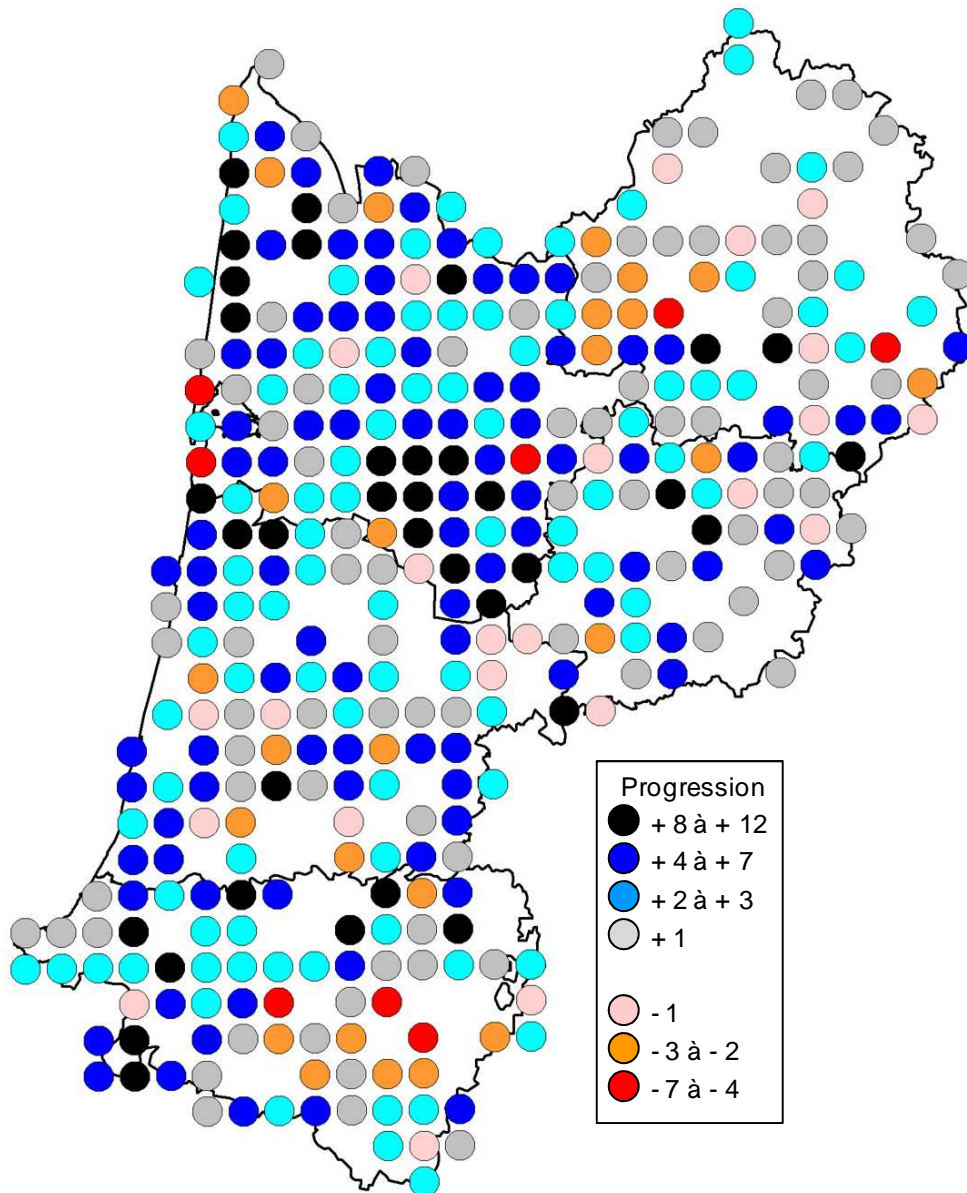 Progression
+ 8 à + 12
+ 4 à + 7
+ 2 à + 3
+ 1
- 1
- 3 à - 2
- 7 à - 4